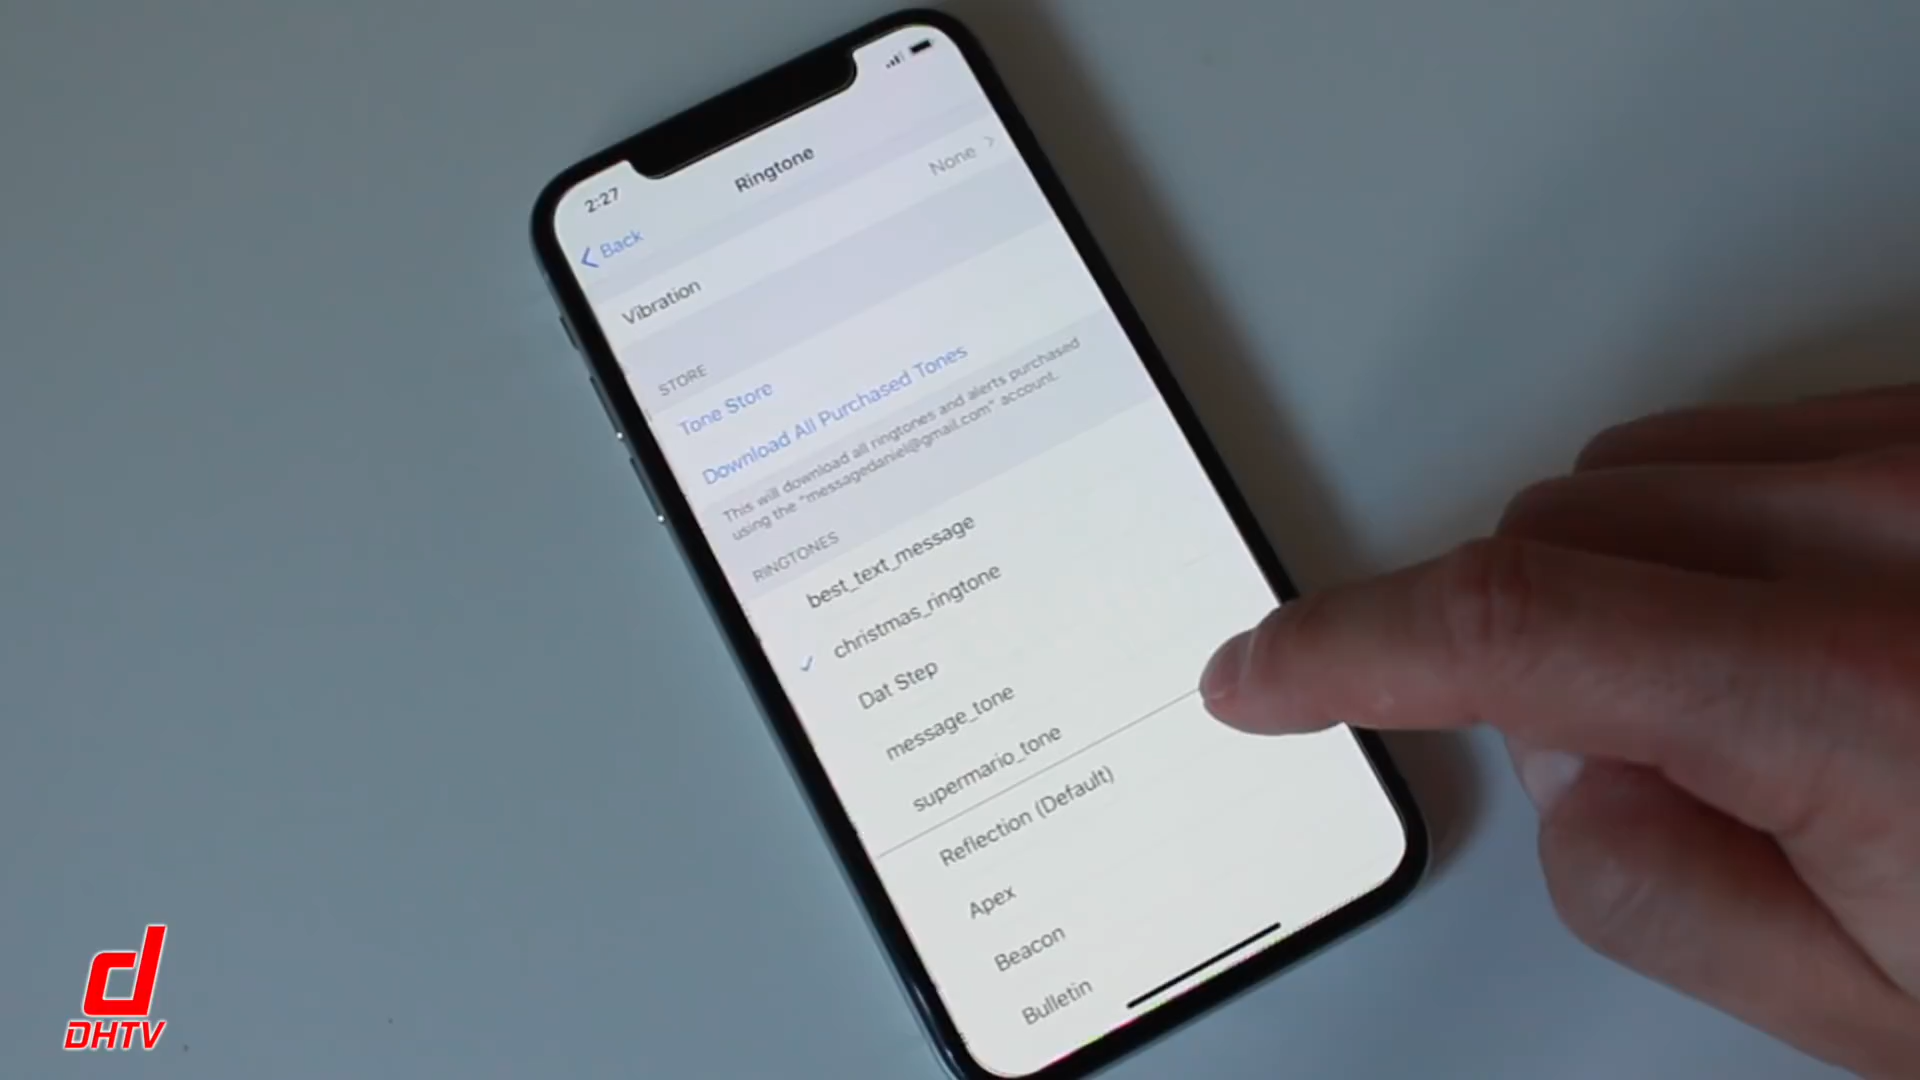 2:27
Ringtone
Back
Vibration
None
STORE
Tone Store
Download All Purchased Tones
This will download all ringtones and alerts purchased
using the "messagedaniel@gmail.com" account.
RINGTONES
best_text_message
christmas_ringtone
Dat Step
message_tone
supermario_tone
Reflection (Default)
Apex
Beacon
Bulletin
d
DHTV